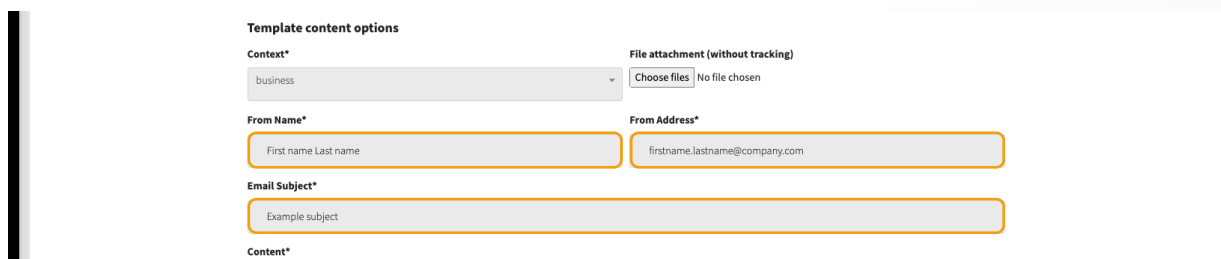 Template content options
Context* File attachment (without tracking)
business Choose files No file chosen
From Name* From Address*
First name Last name firstname.lastname@company.com
Email Subject*
Example subject
Content*